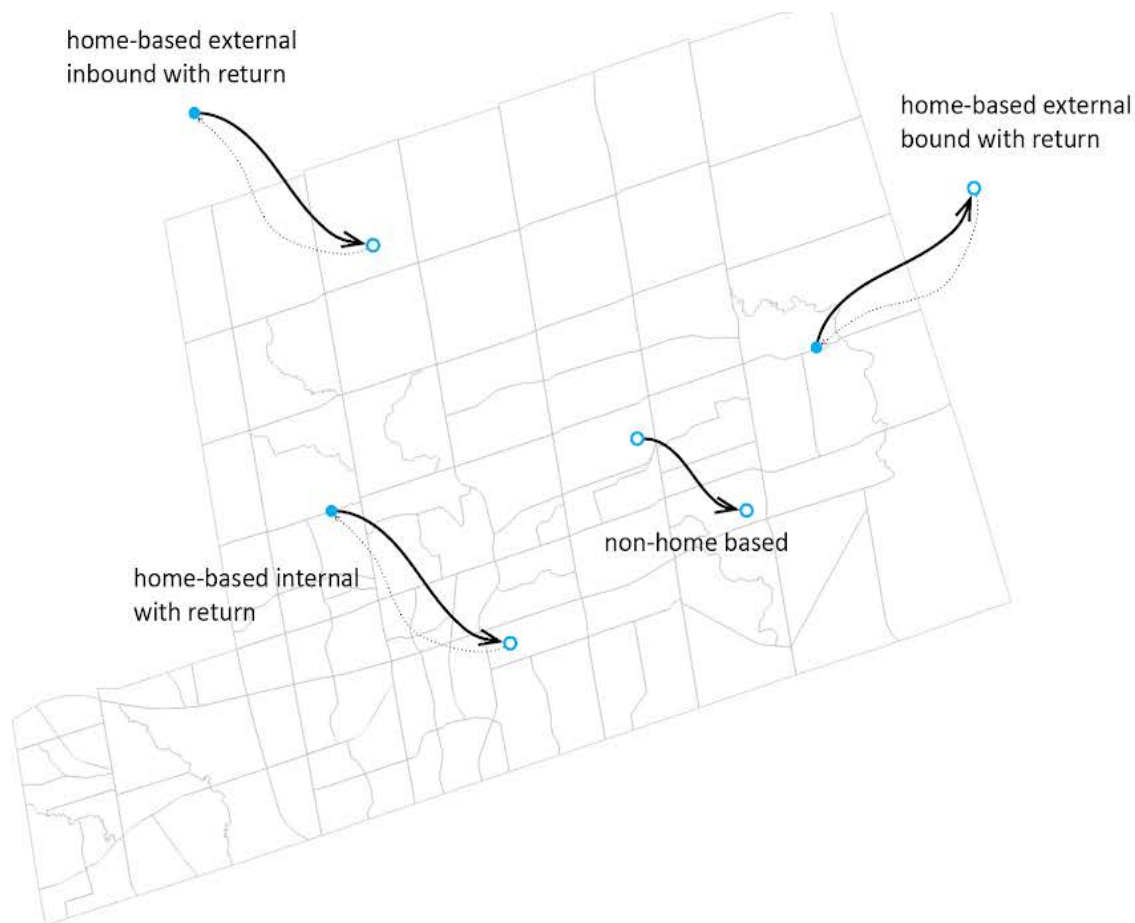 home-based external
inbound with return
home-based external
bound with return
non-home based
home-based internal
with return